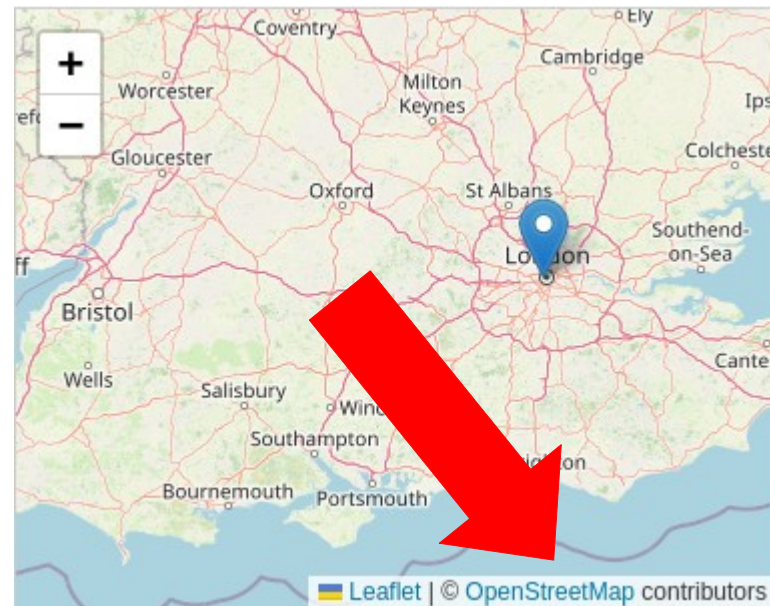 Ely
Coventry
Cambridge
+
Worcester
Milton
Keynes
−
Gloucester
Oxford
St Albans
Southend-
on-Sea
London
Bristol
Wells
Salisbury
Southampton
Bournemouth
Portsmouth
Leaflet | © OpenStreetMap contributors